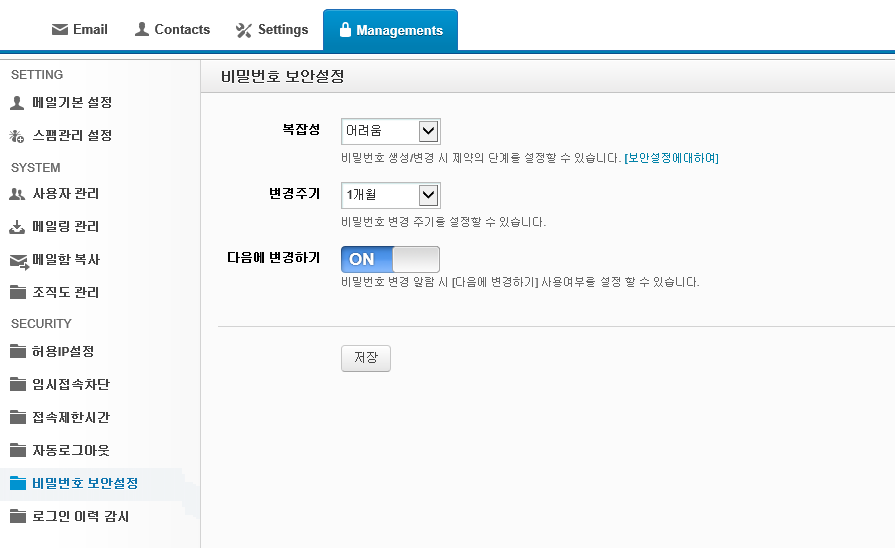 Email Contacts Settings Managements
SETTING
메일기본 설정
스팸관리 설정
SYSTEM
사용자 관리
메일링 관리
메일함 복사
조직도 관리
SECURITY
허용IP설정
임시접속차단
접속제한시간
자동로그아웃
비밀번호 보안설정
로그인 이력 감시
비밀번호 보안설정
복잡성 어려움
비밀번호 생성/변경 시 제약의 단계를 설정할 수 있습니다. [보안설정에대하여]
변경주기 1개월
비밀번호 변경 주기를 설정할 수 있습니다.
다음에 변경하기 ON
비밀번호 변경 알람 시 [다음에 변경하기] 사용여부를 설정 할 수 있습니다.
저장